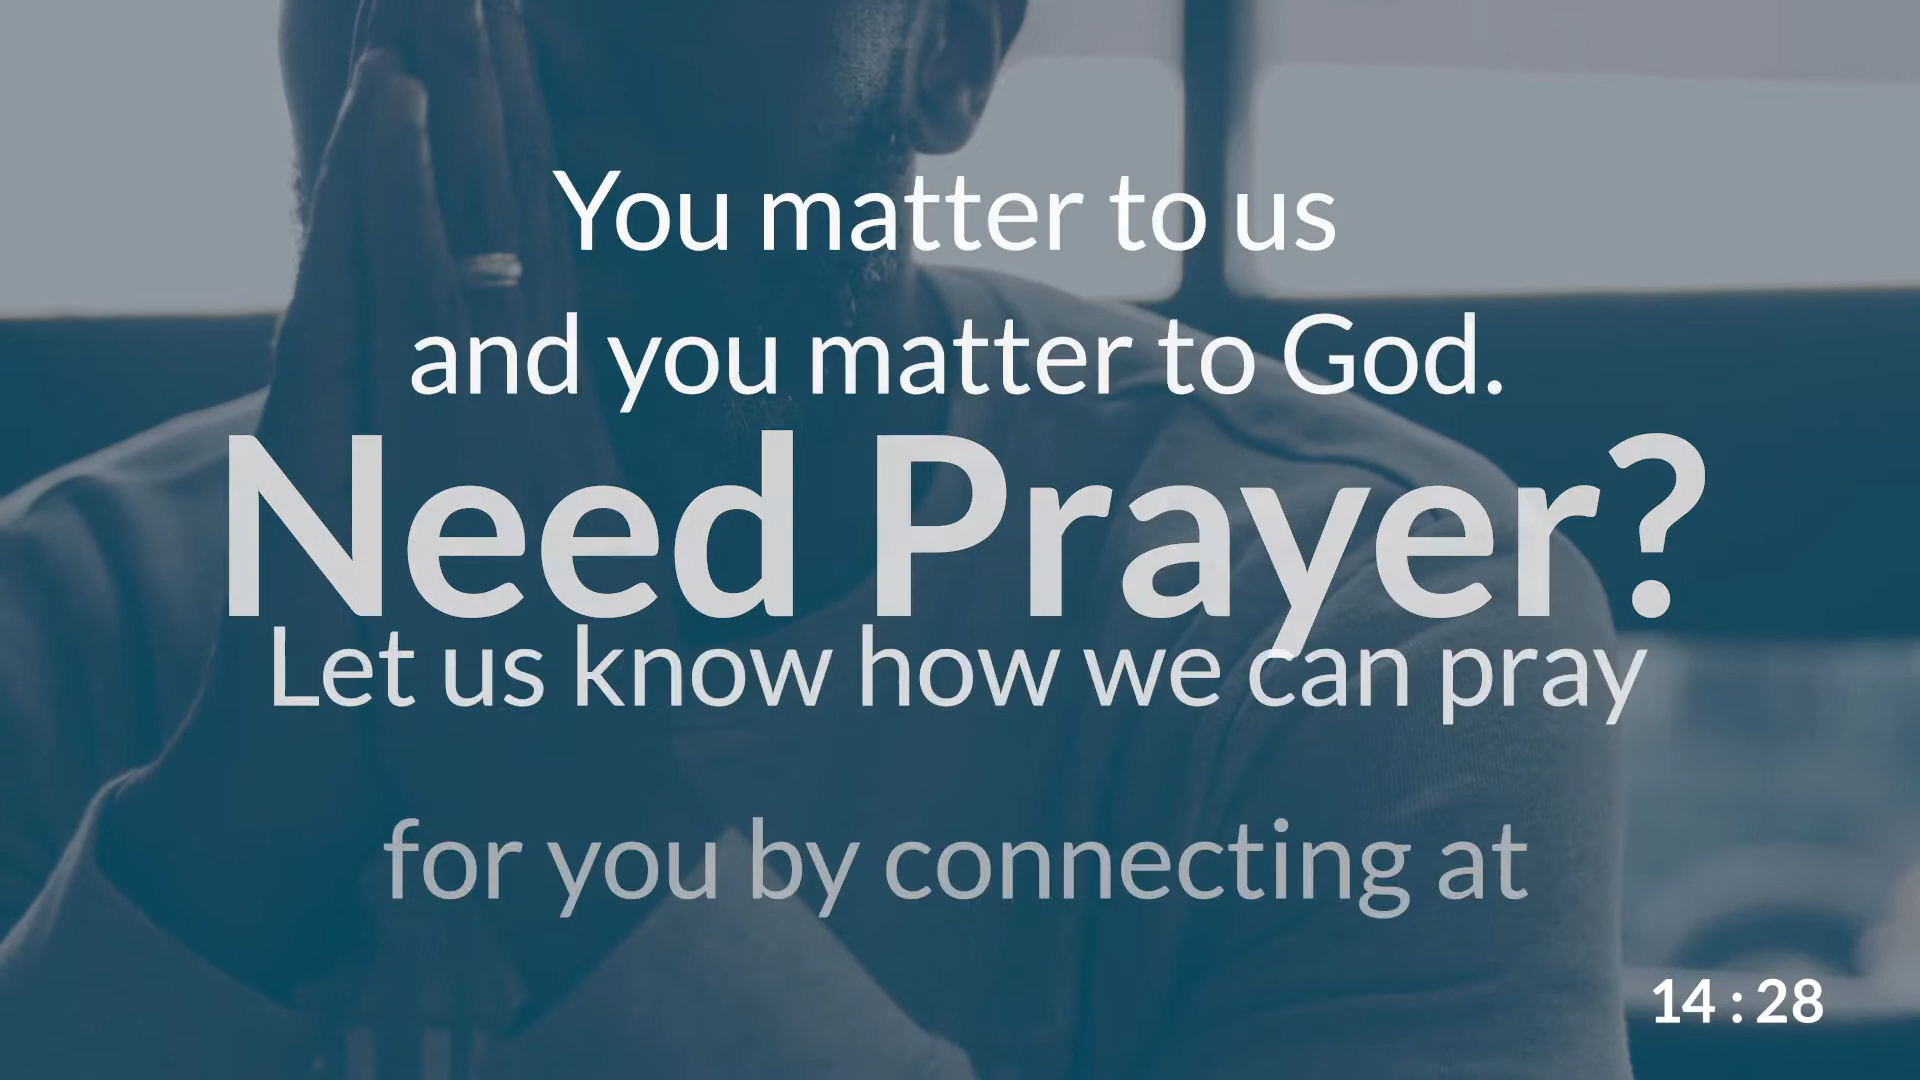 You matter to us
and you matter to God.
Need Prayer?
Let us know how we can pray
for you by connecting at
14 : 28